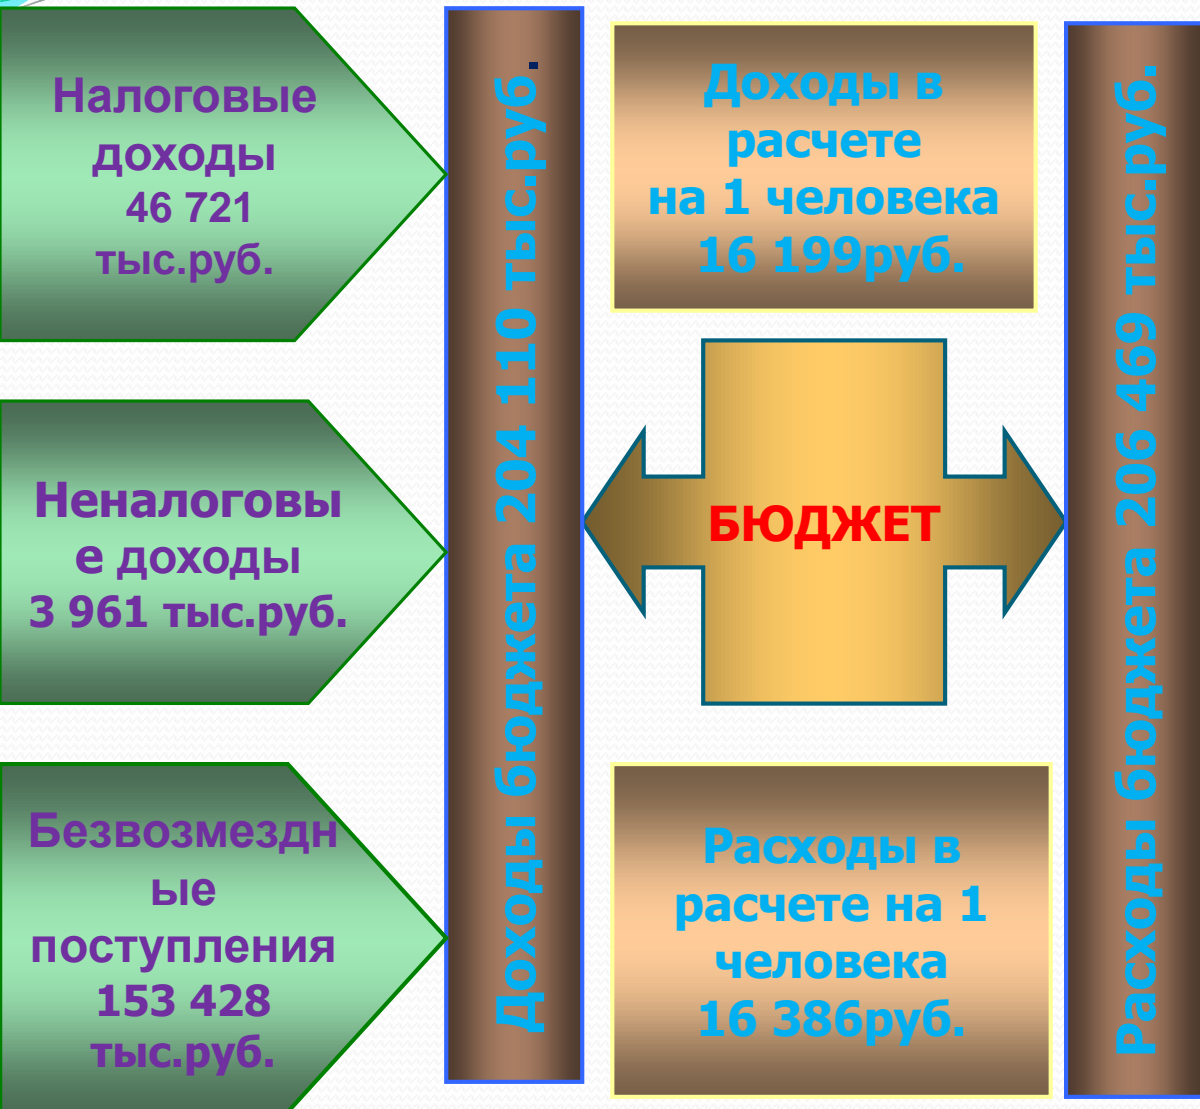 Налоговые
доходы
46 721
тыс.руб.
Неналоговы
е доходы
3 961 тыс.руб.
Безвозмездн
ые
поступления
153 428
тыс.руб.
Доходы бюджета 204 110 тыс.руб.
Доходы в
расчете
на 1 человека
16 199руб.
БЮДЖЕТ
Расходы в
расчете на 1
человека
16 386руб.
Расходы бюджета 206 469 тыс.руб.